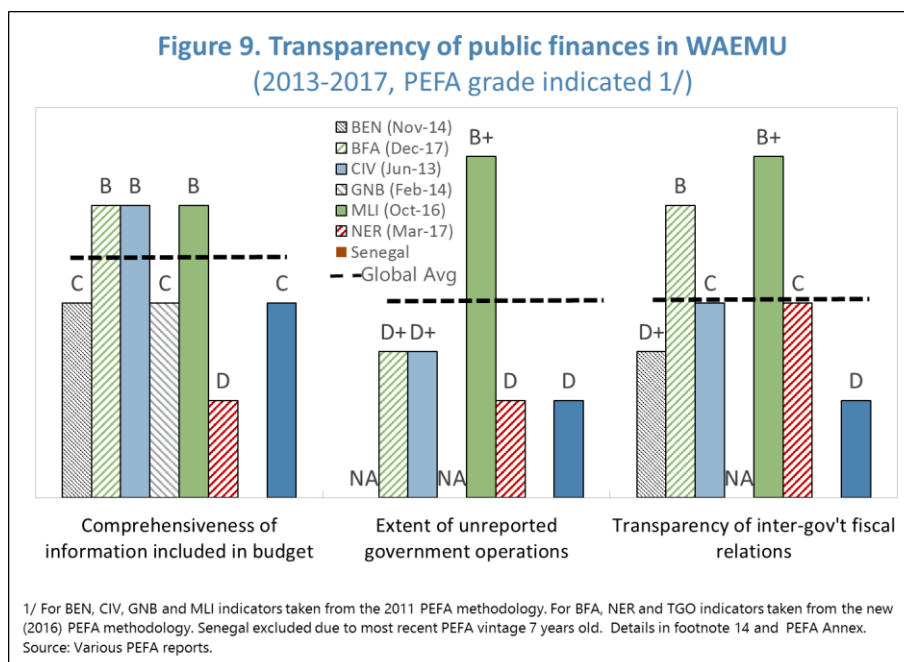 Figure 9. Transparency of public finances in WAEMU
(2013-2017, PEFA grade indicated 1/)
BEN (Nov-14)
BFA (Dec-17)
CIV (Jun-13)
GNB (Feb-14)
MLI (Oct-16)
NER (Mar-17)
Senegal
Global Avg
C B B C B D C
NA D+ D+ NA B+ D D
D+ B C NA B+ C D
Comprehensiveness of
information included in budget
Extent of unreported
government operations
Transparency of inter-gov't fiscal
relations
1/ For BEN, CIV, GNB and MLI indicators taken from the 2011 PEFA methodology. For BFA, NER and TGO indicators taken from the new
(2016) PEFA methodology. Senegal excluded due to most recent PEFA vintage 7 years old. Details in footnote 14 and PEFA Annex.
Source: Various PEFA reports.